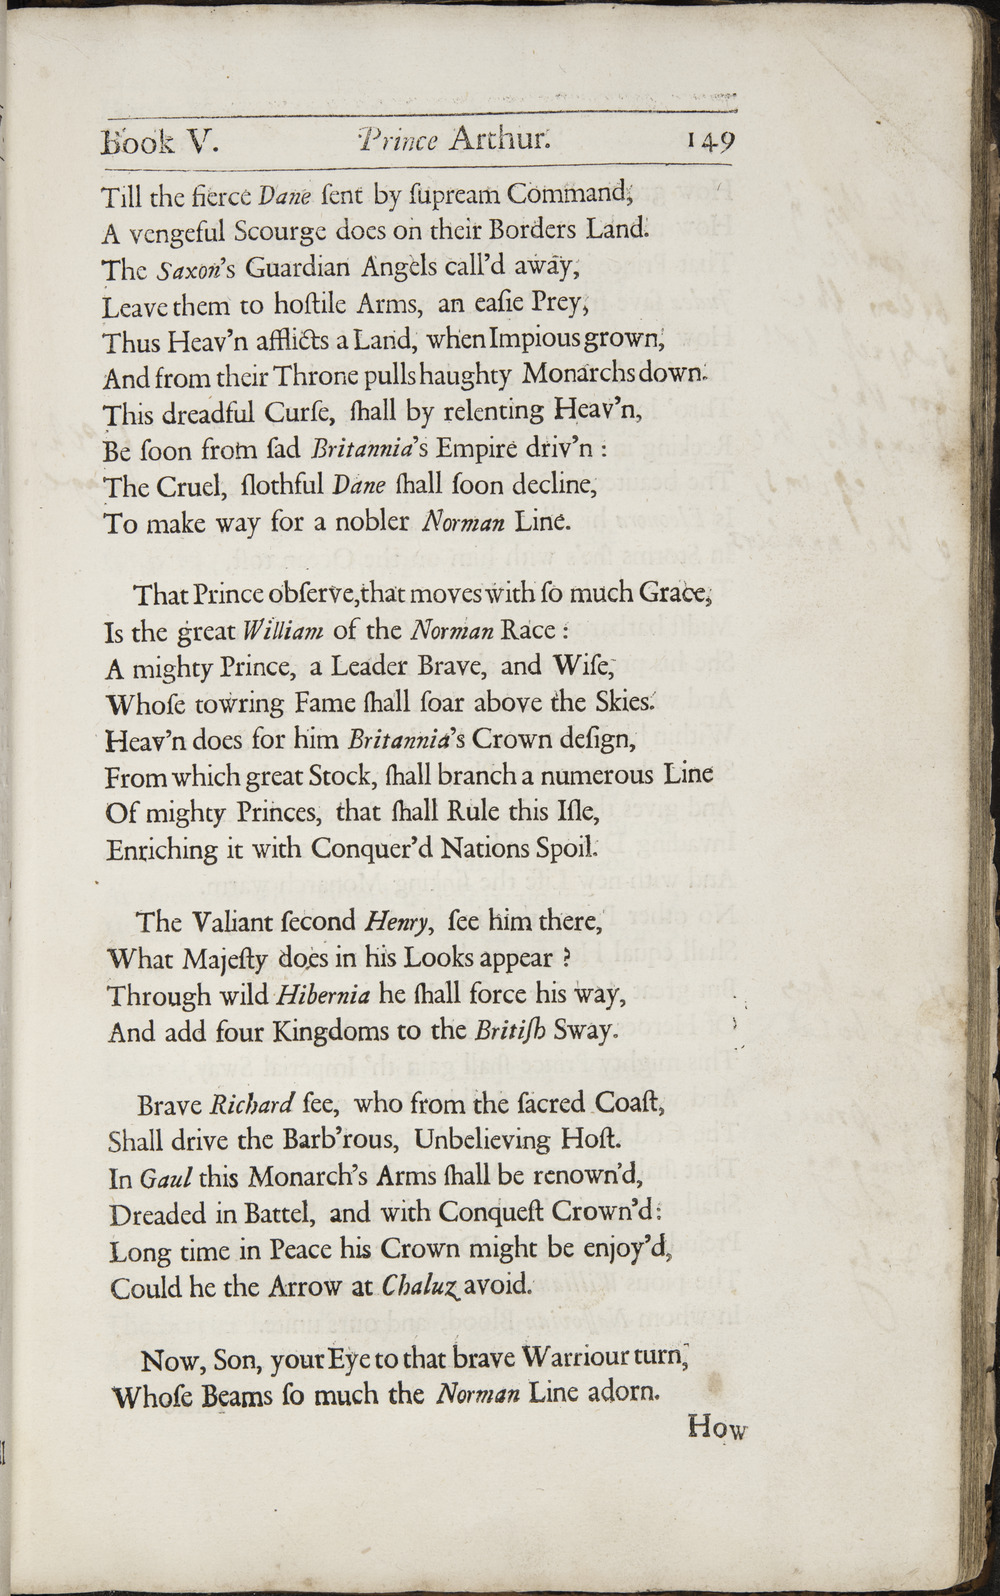 Book V. Prince Arthur. 149
Till the fierce Dane ſent by ſupream Command,
A vengeful Scourge does on their Borders Land.
The Saxon's Guardian Angels call'd away,
Leave them to hoſtile Arms, an eaſie Prey,
Thus Heav'n afflicts a Land, when Impious grown,
And from their Throne pulls haughty Monarchs down.
This dreadful Curſe, ſhall by relenting Heav'n,
Be ſoon from ſad Britannia's Empire driv'n :
The Cruel, ſlothful Dane ſhall ſoon decline,
To make way for a nobler Norman Line.
That Prince obſerve, that moves with ſo much Grace,
Is the great William of the Norman Race :
A mighty Prince, a Leader Brave, and Wiſe,
Whoſe towring Fame ſhall ſoar above the Skies.
Heav'n does for him Britannia's Crown deſign,
From which great Stock, ſhall branch a numerous Line
Of mighty Princes, that ſhall Rule this Iſle,
Enriching it with Conquer'd Nations Spoil.
The Valiant ſecond Henry, ſee him there,
What Majeſty does in his Looks appear ?
Through wild Hibernia he ſhall force his way,
And add four Kingdoms to the Britiſh Sway.
Brave Richard ſee, who from the ſacred Coaſt,
Shall drive the Barb'rous, Unbelieving Hoſt.
In Gaul this Monarch's Arms ſhall be renown'd,
Dreaded in Battel, and with Conqueſt Crown'd:
Long time in Peace his Crown might be enjoy'd,
Could he the Arrow at Chaluz avoid.
Now, Son, your Eye to that brave Warriour turn,
Whoſe Beams ſo much the Norman Line adorn.
How